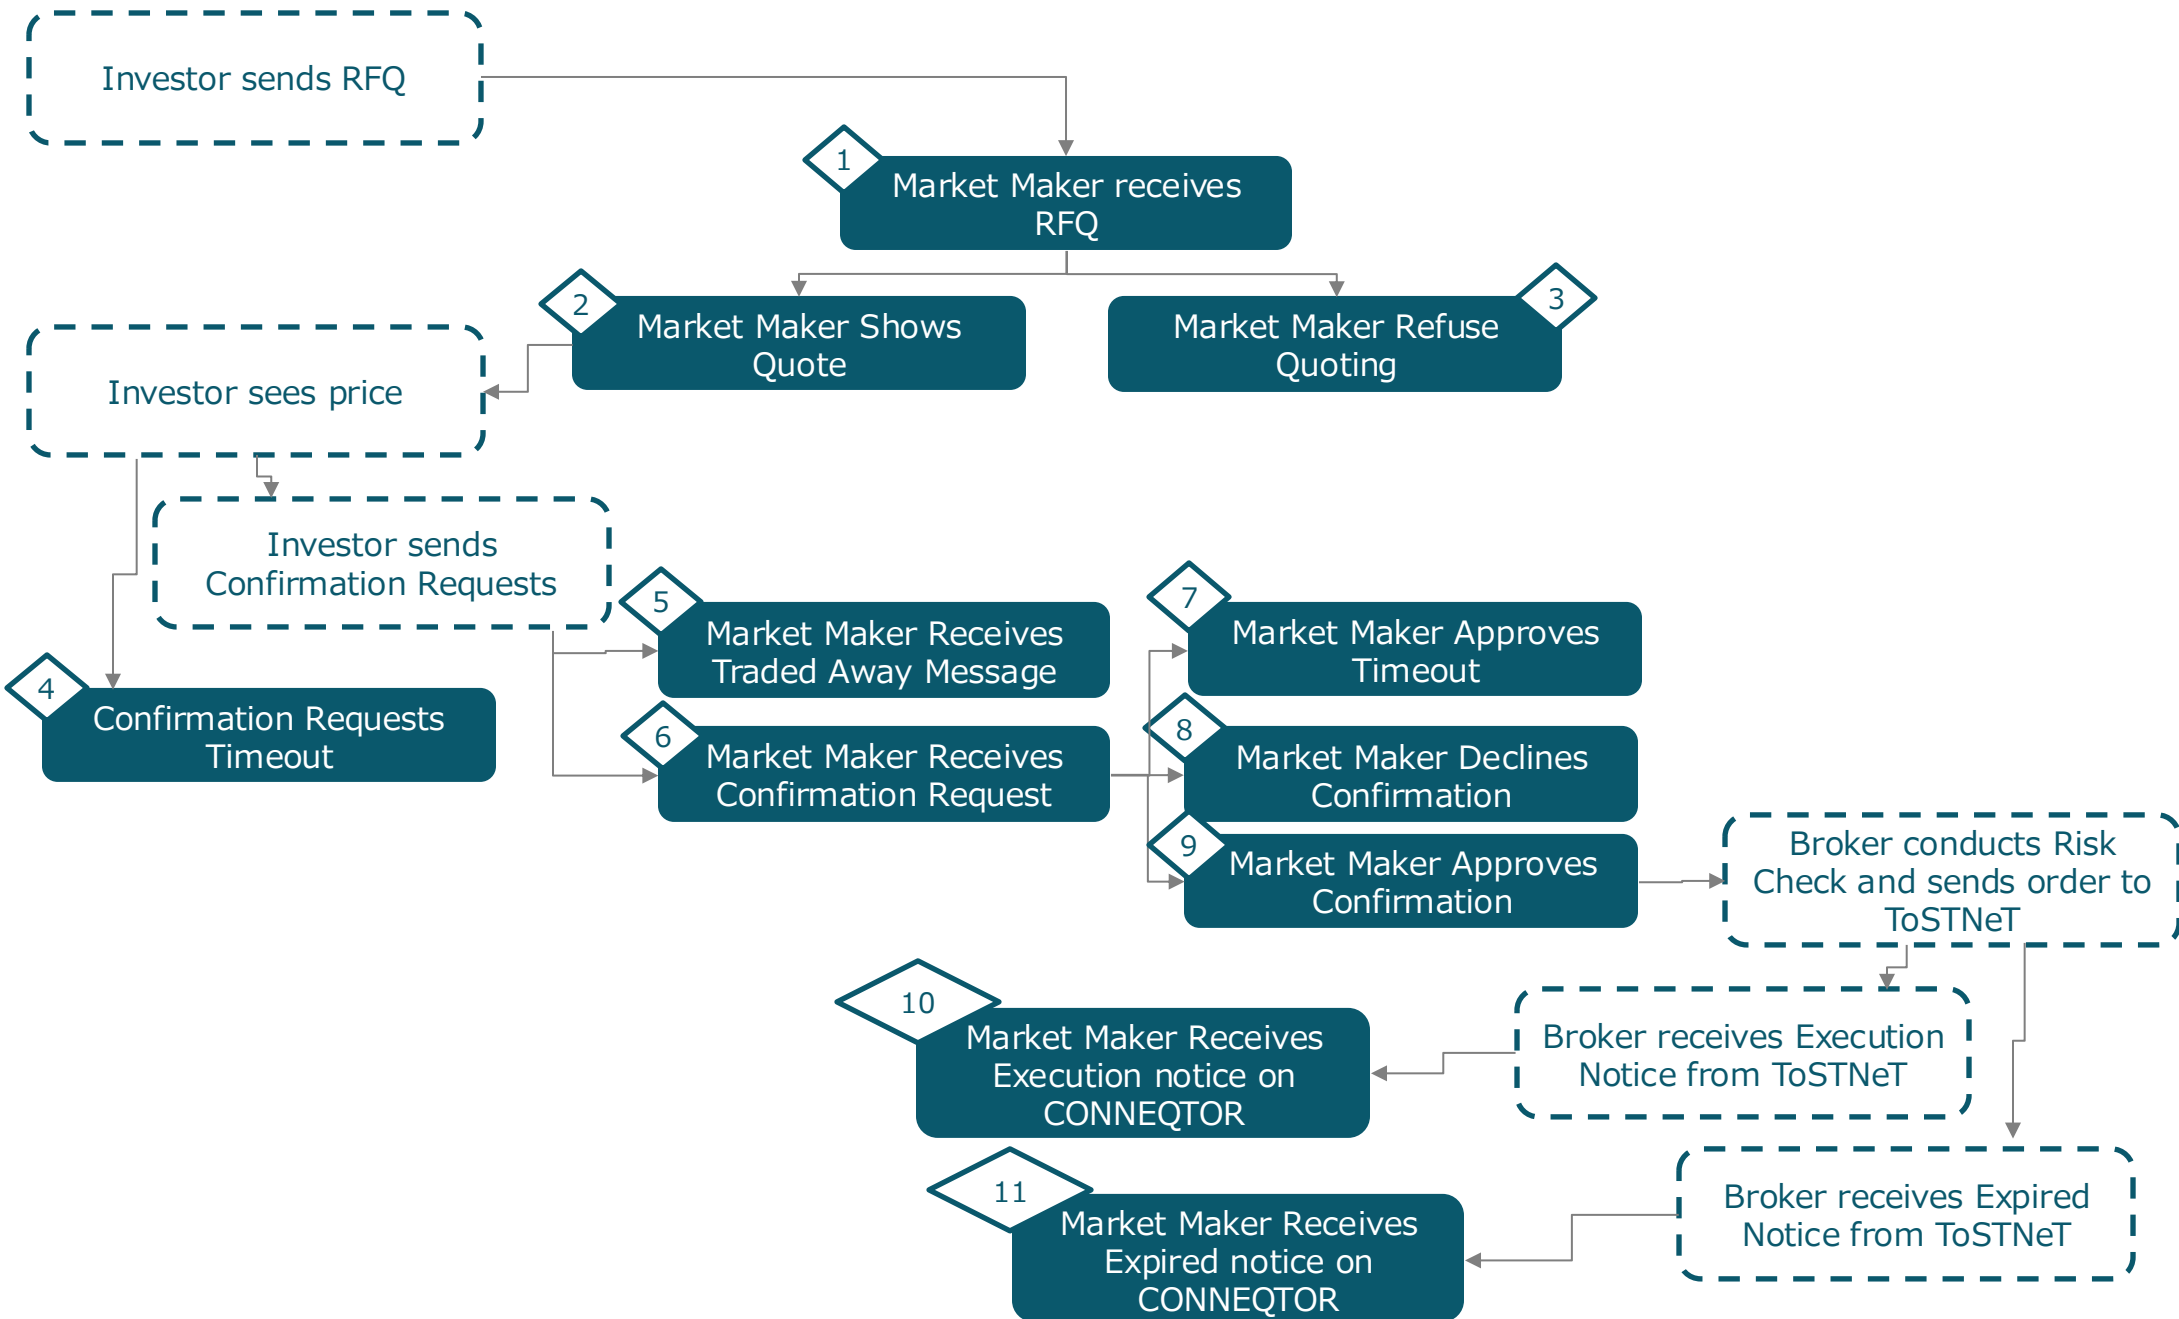 Investor sends RFQ
1
Market Maker receives
RFQ
2
Market Maker Shows
Quote
3
Market Maker Refuse
Quoting
Investor sees price
Investor sends
Confirmation Requests
4
Confirmation Requests
Timeout
5
Market Maker Receives
Traded Away Message
6
Market Maker Receives
Confirmation Request
7
Market Maker Approves
Timeout
8
Market Maker Declines
Confirmation
9
Market Maker Approves
Confirmation
Broker conducts Risk
Check and sends order to
ToSTNeT
Broker receives Execution
Notice from ToSTNeT
10
Market Maker Receives
Execution notice on
CONNEQTOR
Broker receives Expired
Notice from ToSTNeT
11
Market Maker Receives
Expired notice on
CONNEQTOR